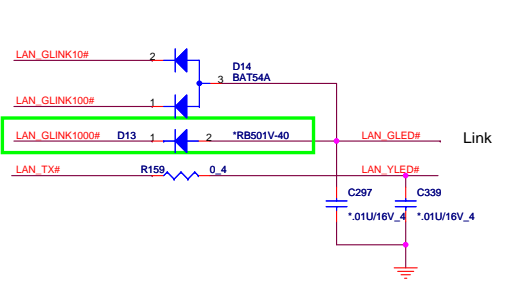 LAN_GLINK10#
2
D14
BAT54A
3
LAN_GLINK100#
1
LAN_GLINK1000#
D13
1
2
*RB501V-40
LAN_GLED#
Link
LAN_TX#
R159
0_4
LAN_YLED#
C297
C339
*.01U/16V_4
*.01U/16V_4